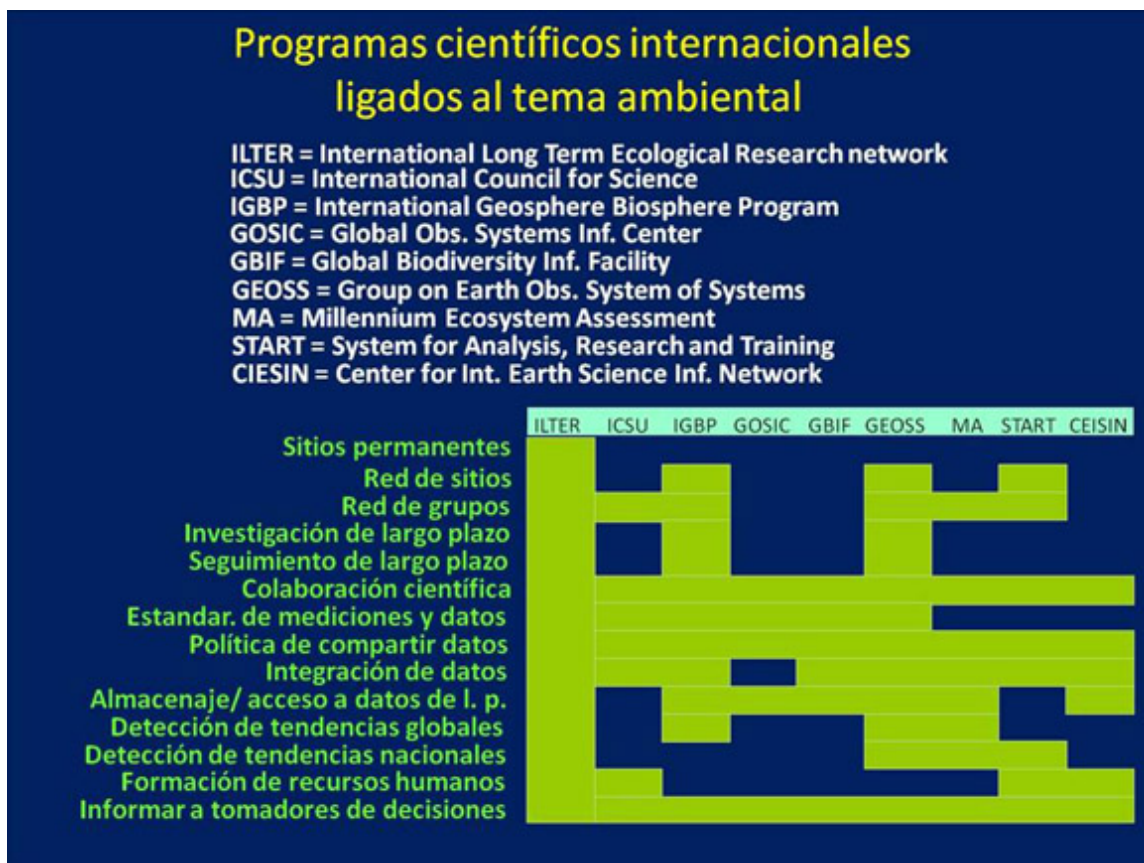 Programas científicos internacionales
ligados al tema ambiental
ILTER = International Long Term Ecological Research network
ICSU = International Council for Science
IGBP = International Geosphere Biosphere Program
GOSIC = Global Obs. Systems Inf. Center
GBIF = Global Biodiversity Inf. Facility
GEOSS = Group on Earth Obs. System of Systems
MA = Millennium Ecosystem Assessment
START = System for Analysis, Research and Training
CIESIN = Center for Int. Earth Science Inf. Network
ILTER ICSU IGBP GOSIC GBIF GEOSS MA START CEISIN
Sitios permanentes
Red de sitios
Red de grupos
Investigación de largo plazo
Seguimiento de largo plazo
Colaboración científica
Estandar. de mediciones y datos
Política de compartir datos
Integración de datos
Almacenaje/ acceso a datos de l. p.
Detección de tendencias globales
Detección de tendencias nacionales
Formación de recursos humanos
Informar a tomadores de decisiones